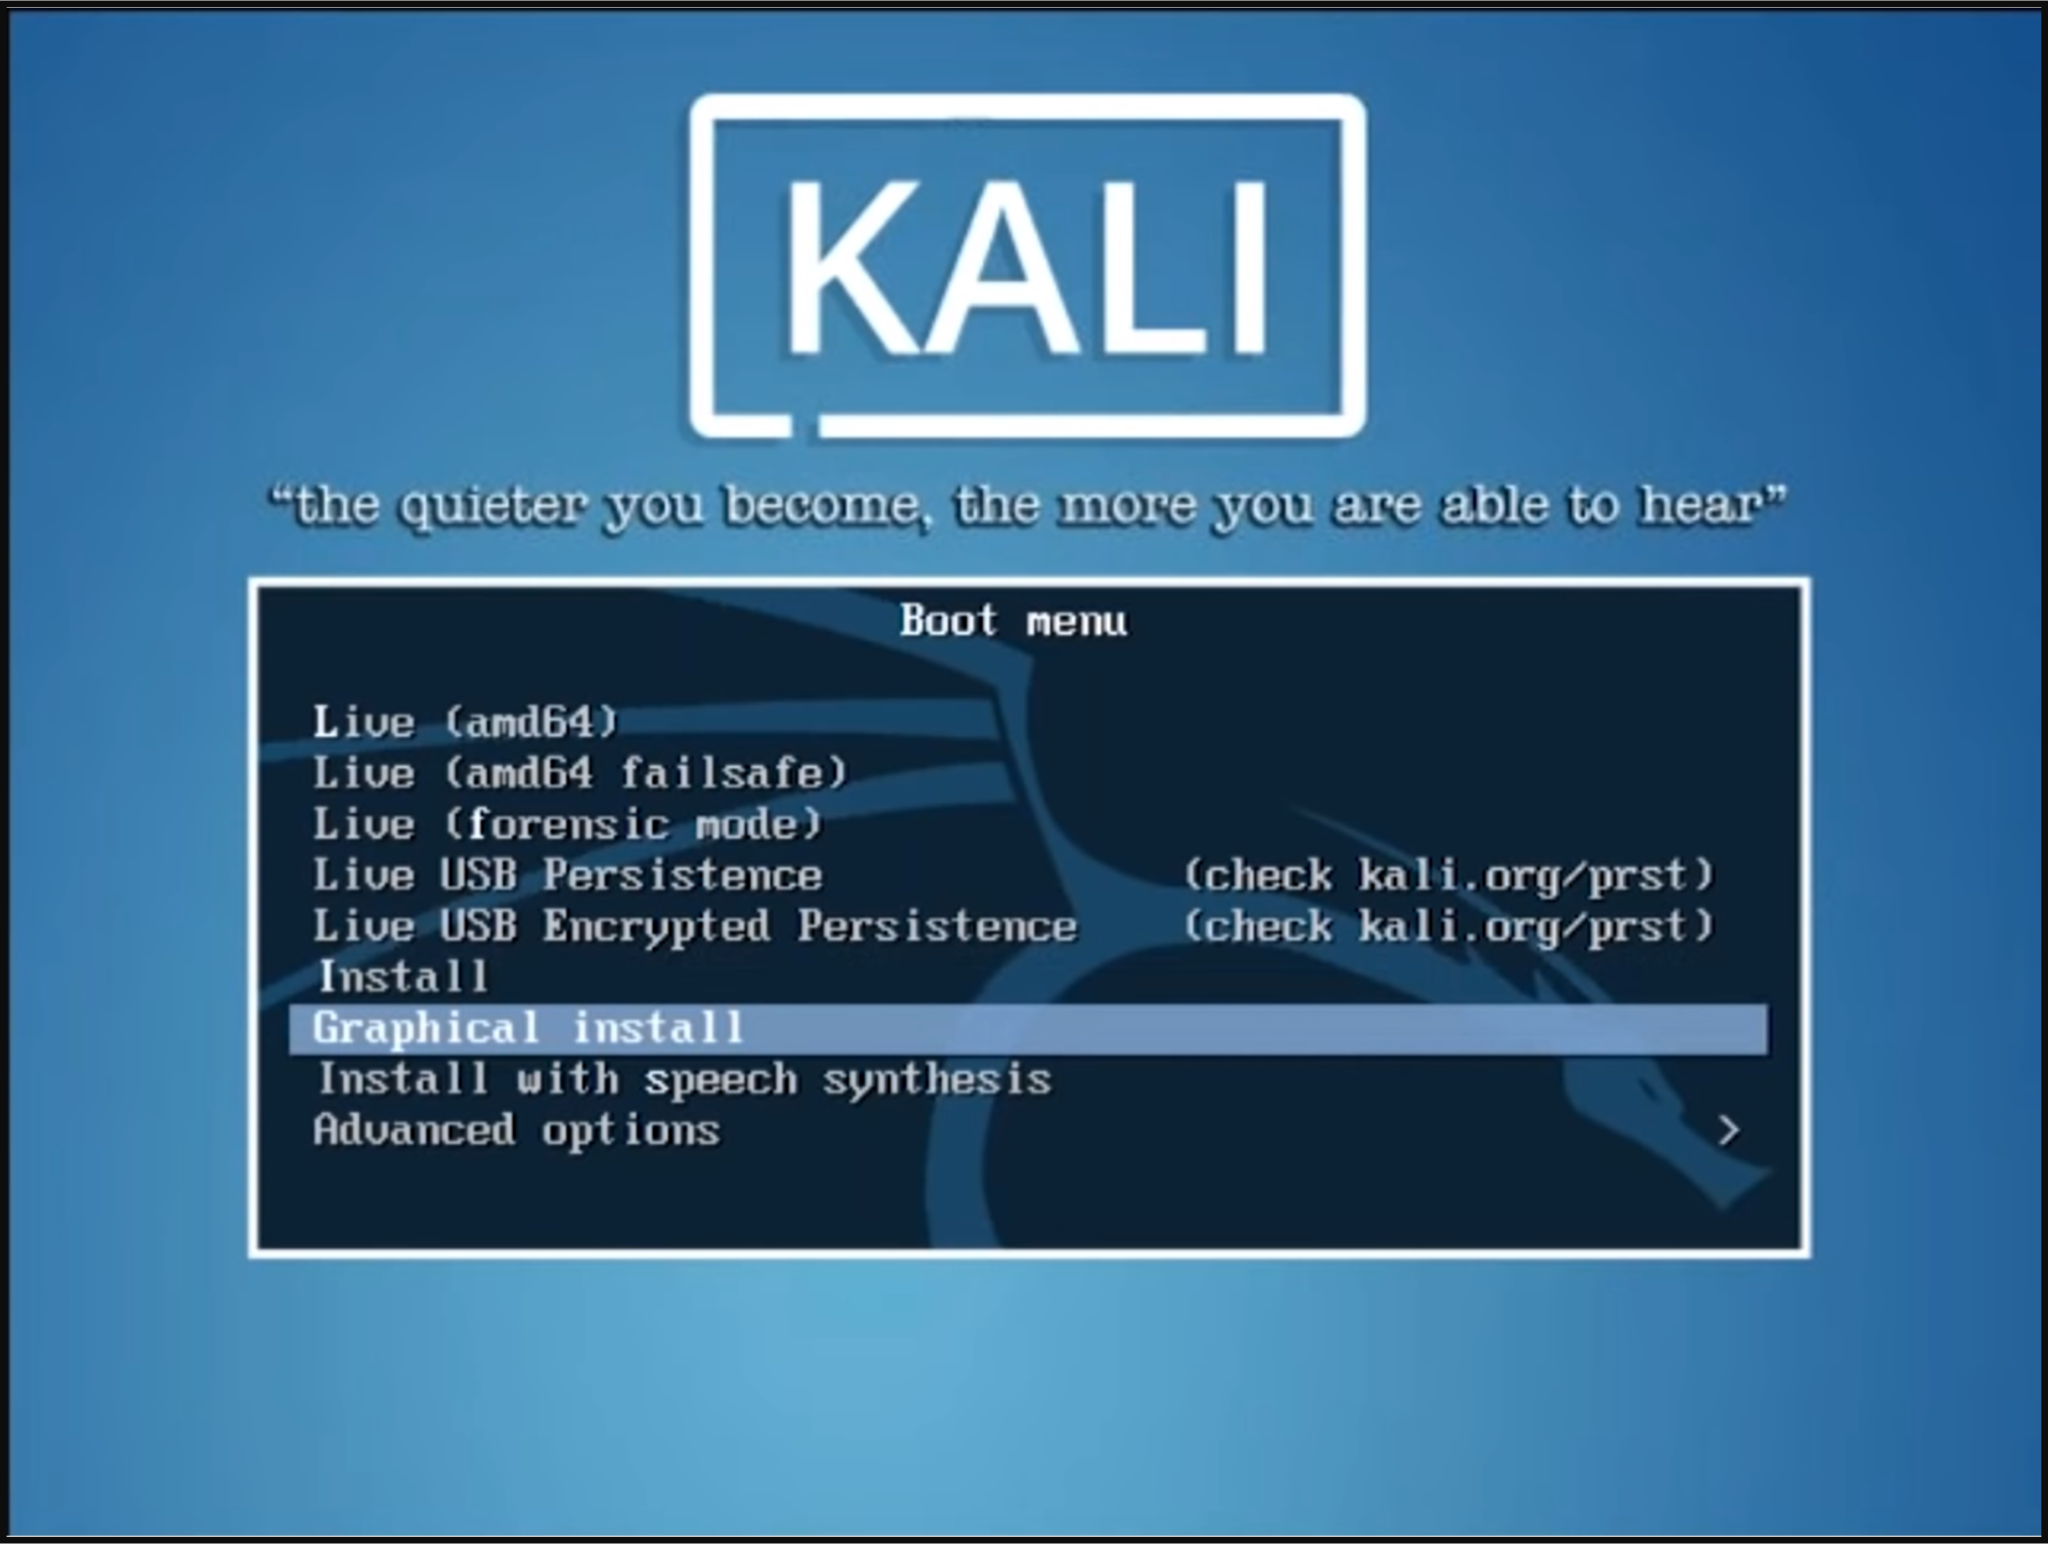 KALI
“the quieter you become, the more you are able to hear”
Boot menu
Live (amd64)
Live (amd64 failsafe)
Live (forensic mode)
Live USB Persistence (check kali.org/prst)
Live USB Encrypted Persistence (check kali.org/prst)
Install
Graphical install
Install with speech synthesis
Advanced options >